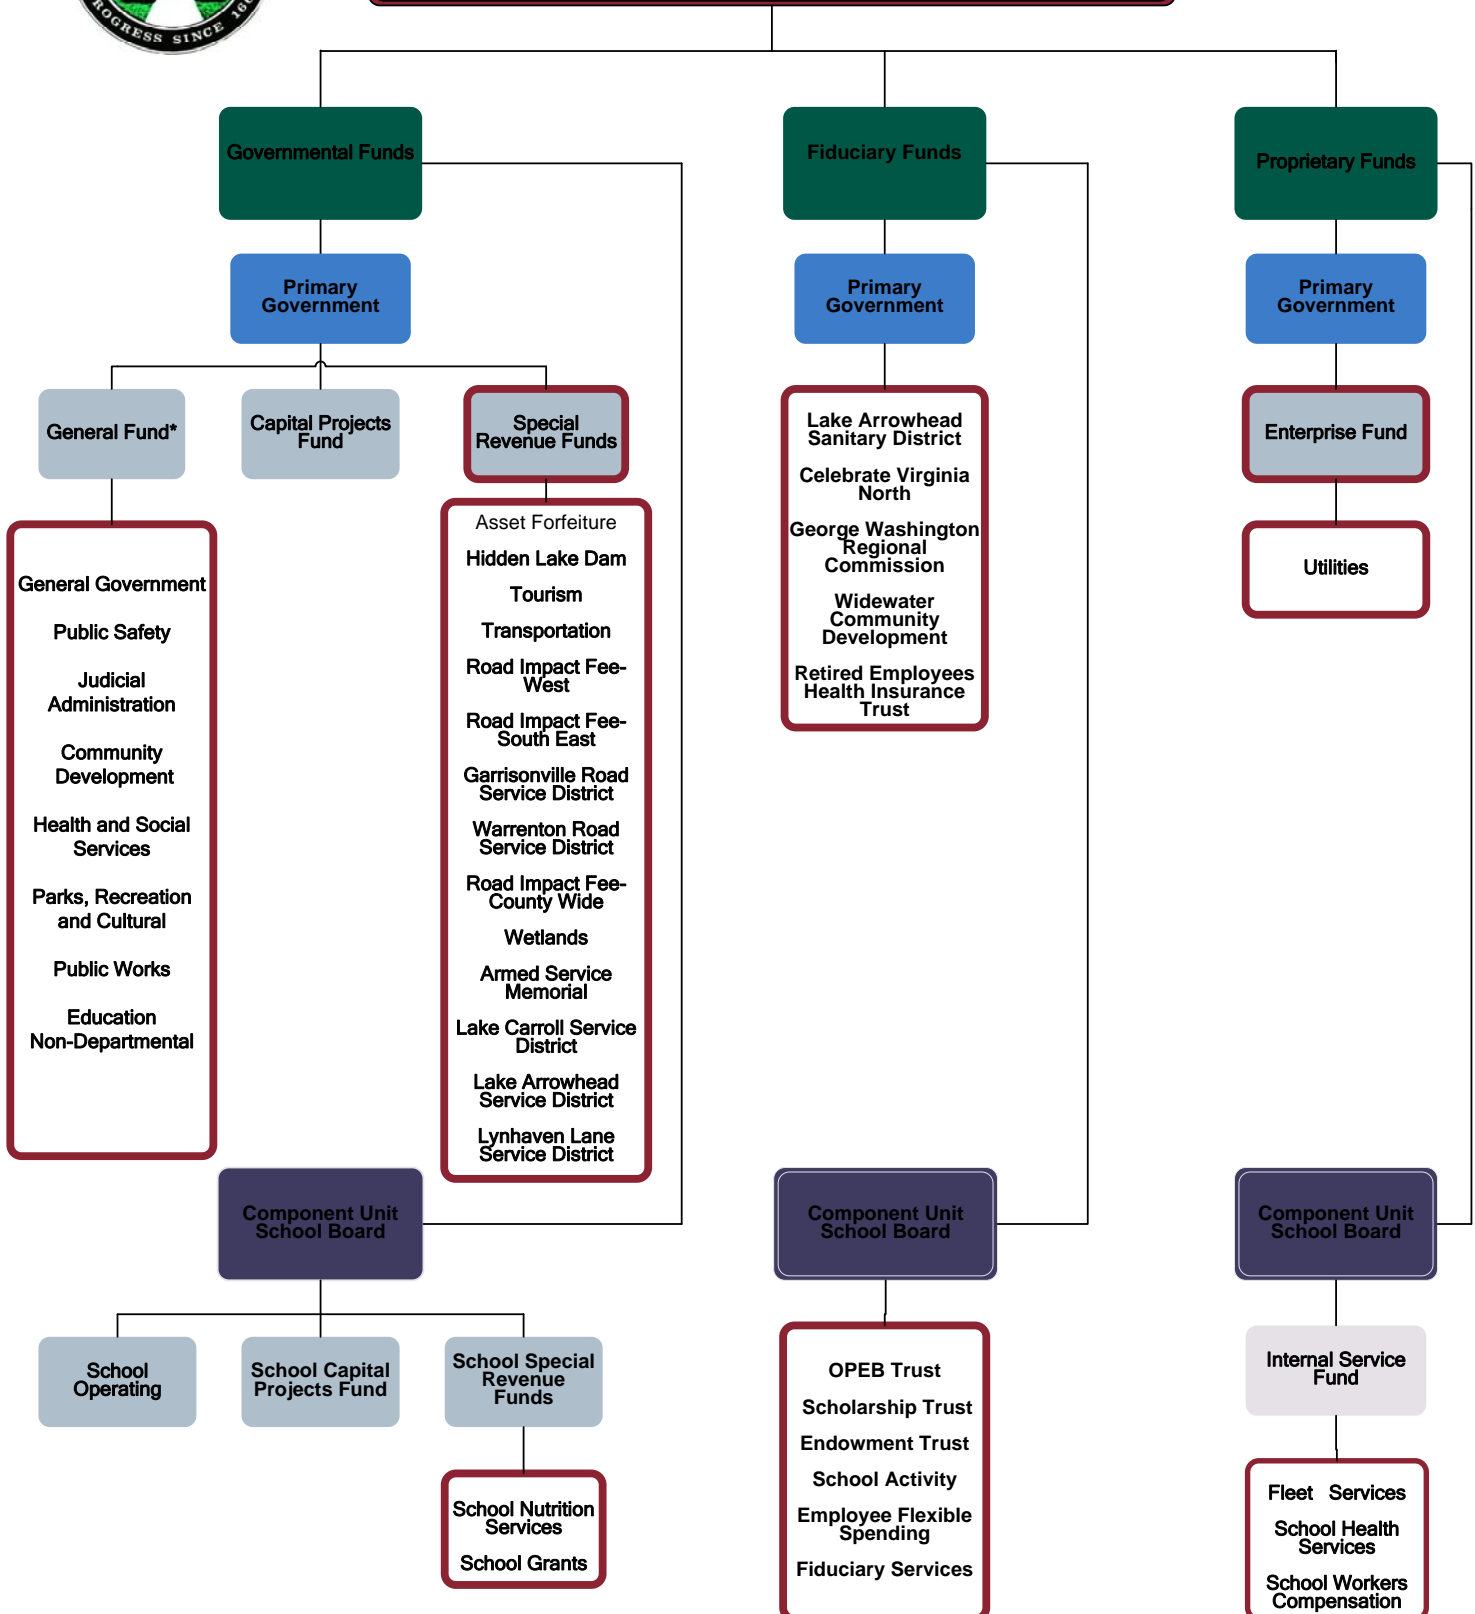 PROGRESS SINCE 166
Governmental Funds
Fiduciary Funds
Proprietary Funds
Primary
Government
Primary
Government
Primary
Government
General Fund*
Capital Projects
Fund
Special
Revenue Funds
General Government
Public Safety
Judicial
Administration
Community
Development
Health and Social
Services
Parks, Recreation
and Cultural
Public Works
Education
Non-Departmental
Asset Forfeiture
Hidden Lake Dam
Tourism
Transportation
Road Impact Fee-
West
Road Impact Fee-
South East
Garrisonville Road
Service District
Warrenton Road
Service District
Road Impact Fee-
County Wide
Wetlands
Armed Service
Memorial
Lake Carroll Service
District
Lake Arrowhead
Service District
Lynhaven Lane
Service District
Lake Arrowhead
Sanitary District
Celebrate Virginia
North
George Washington
Regional
Commission
Widewater
Community
Development
Retired Employees
Health Insurance
Trust
Enterprise Fund
Utilities
Component Unit
School Board
Component Unit
School Board
Component Unit
School Board
School
Operating
School Capital
Projects Fund
School Special
Revenue
Funds
School Nutrition
Services
School Grants
OPEB Trust
Scholarship Trust
Endowment Trust
School Activity
Employee Flexible
Spending
Fiduciary Services
Internal Service
Fund
Fleet Services
School Health
Services
School Workers
Compensation